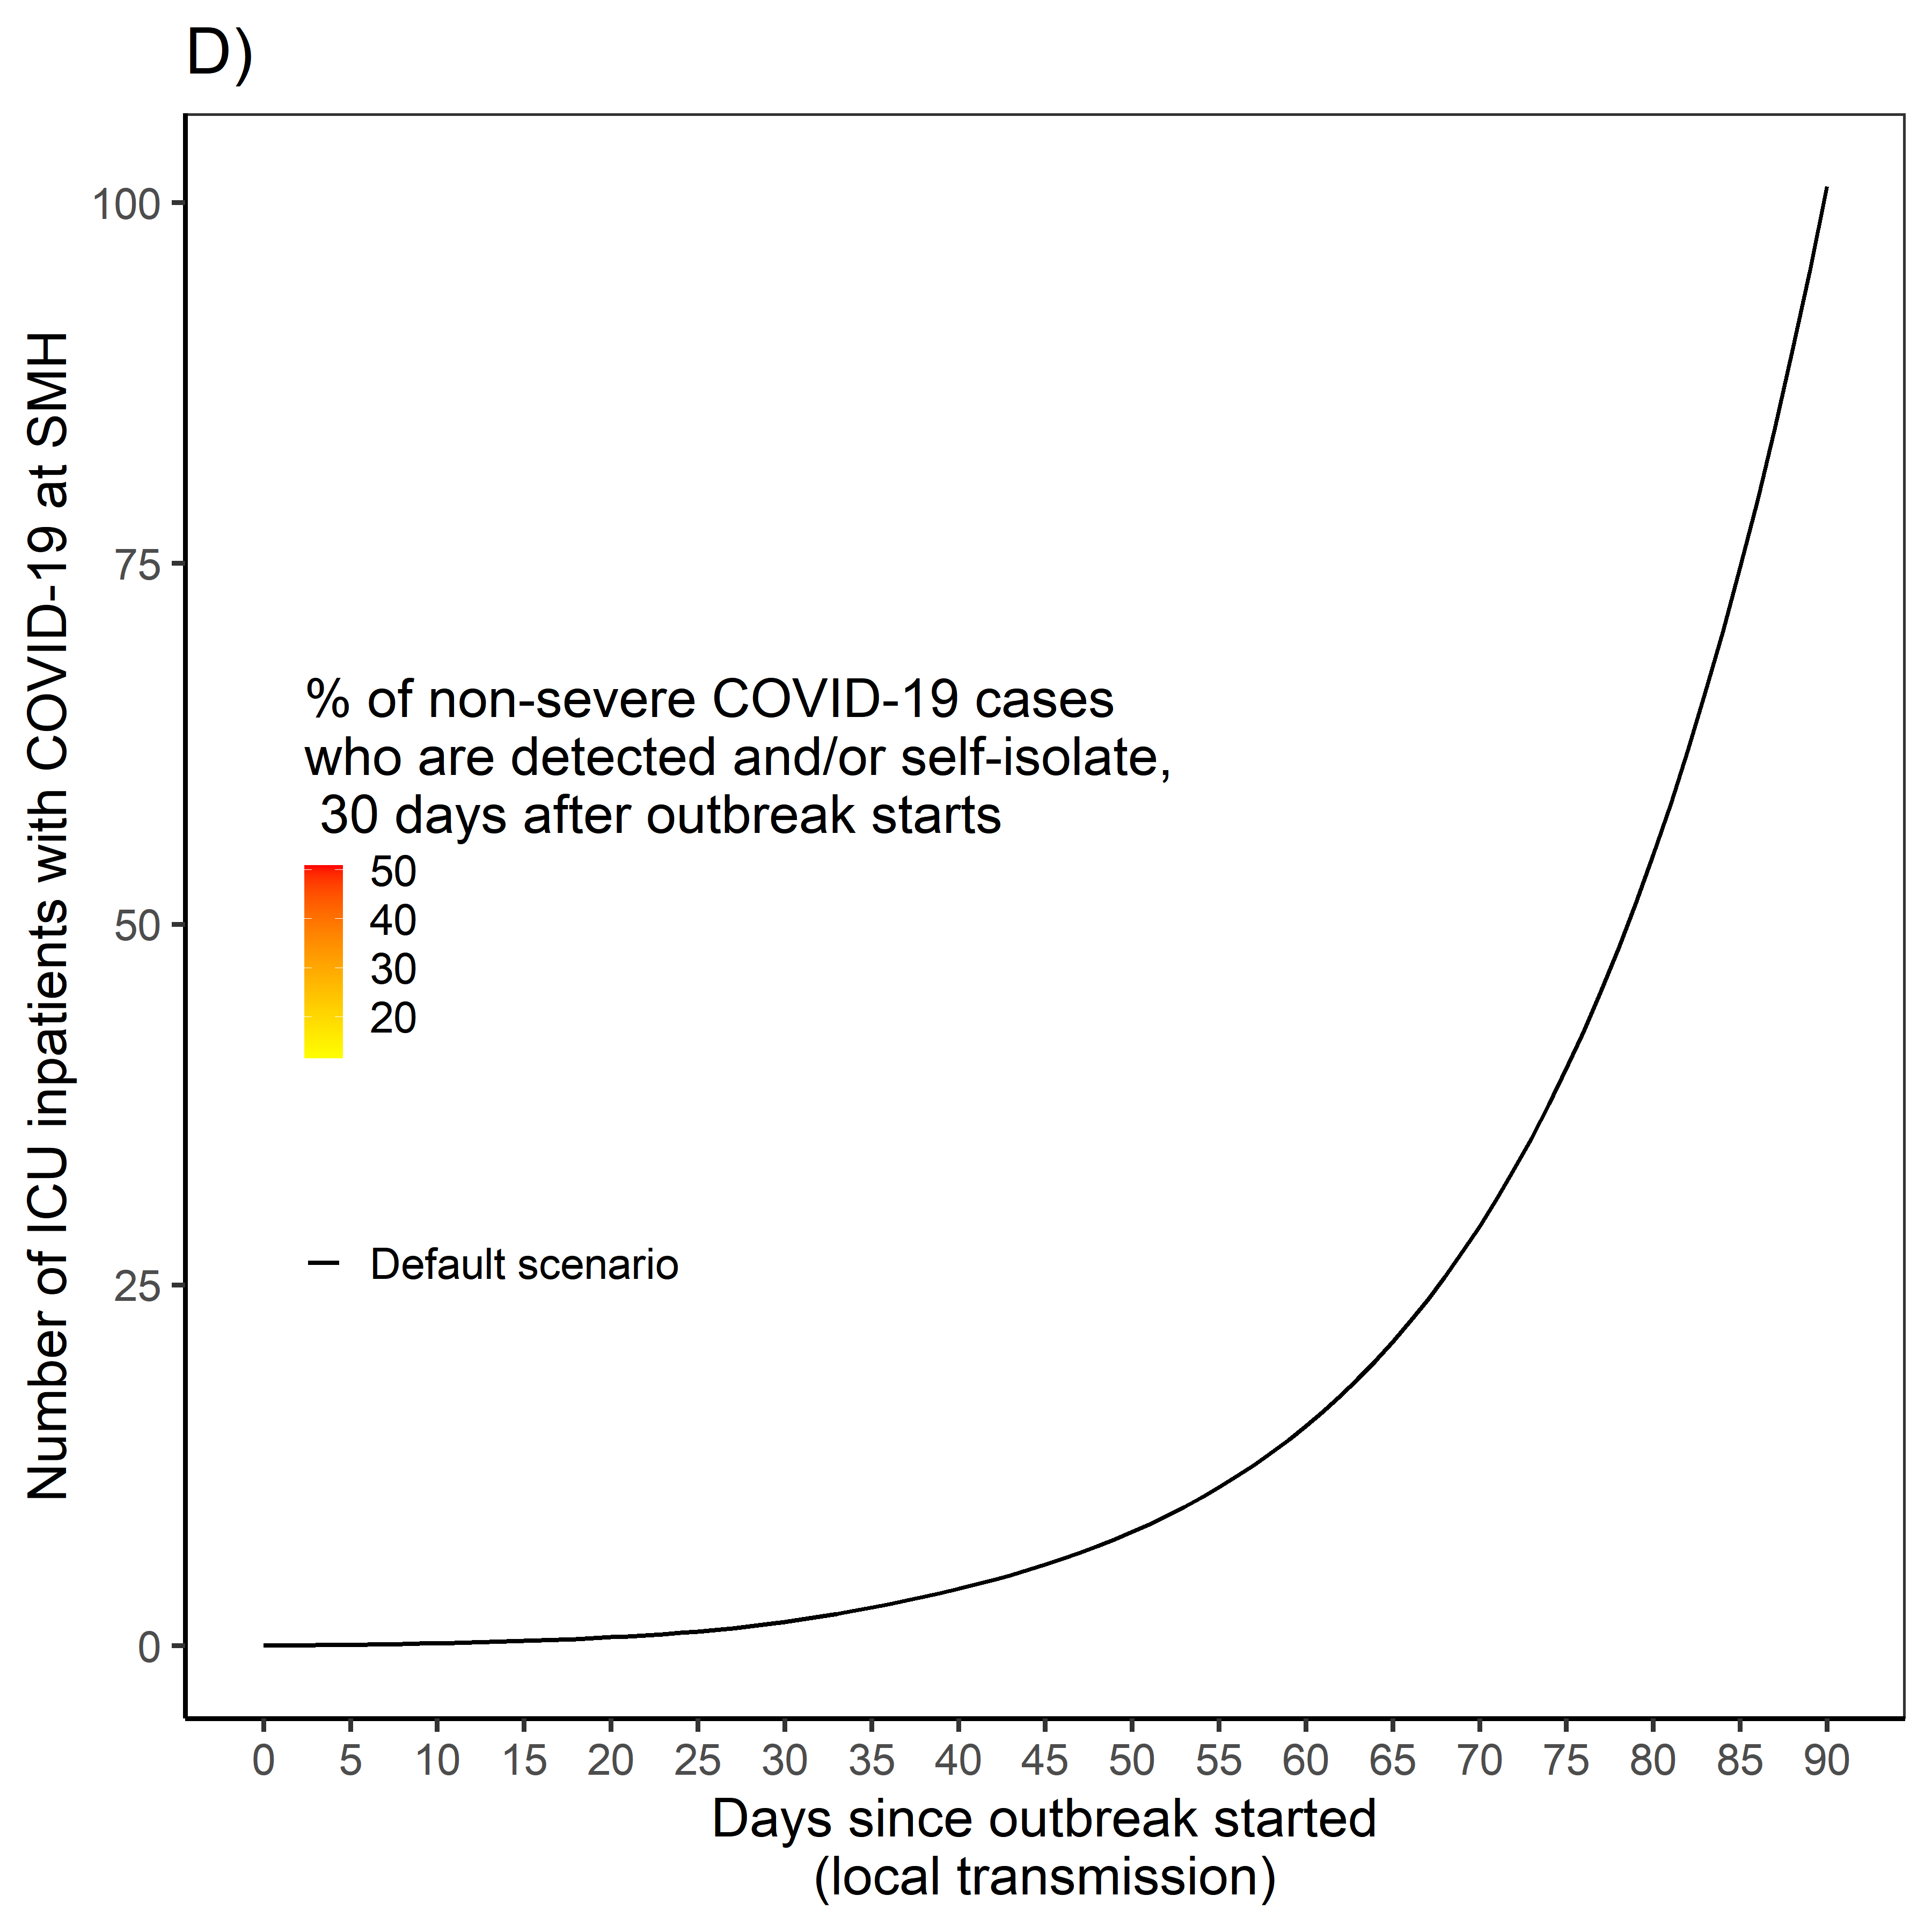 D)
Number of ICU inpatients with COVID-19 at SMH
100
75
50
25
0
% of non-severe COVID-19 cases
who are detected and/or self-isolate,
30 days after outbreak starts
50
40
30
20
Default scenario
0 5 10 15 20 25 30 35 40 45 50 55 60 65 70 75 80 85 90
Days since outbreak started
(local transmission)